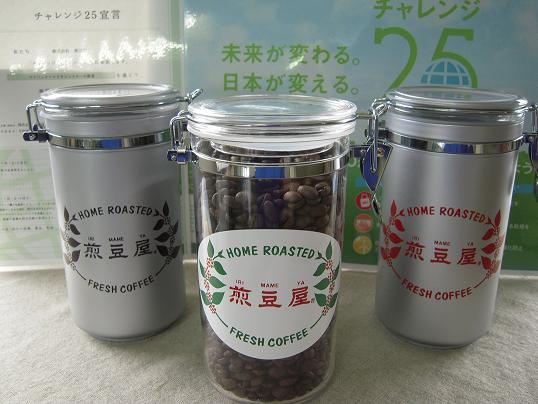 チャレンジ25宣言
チャレンジ
25
未来が変わる。
日本が変える。
HOME ROASTED
IRI MAME YA
煎豆屋
FRESH COFFEE
HOME ROASTED
IRI MAME YA
煎豆屋
FRESH COFFEE
HOME ROASTED
IRI MAME YA
煎豆屋
FRESH COFFEE